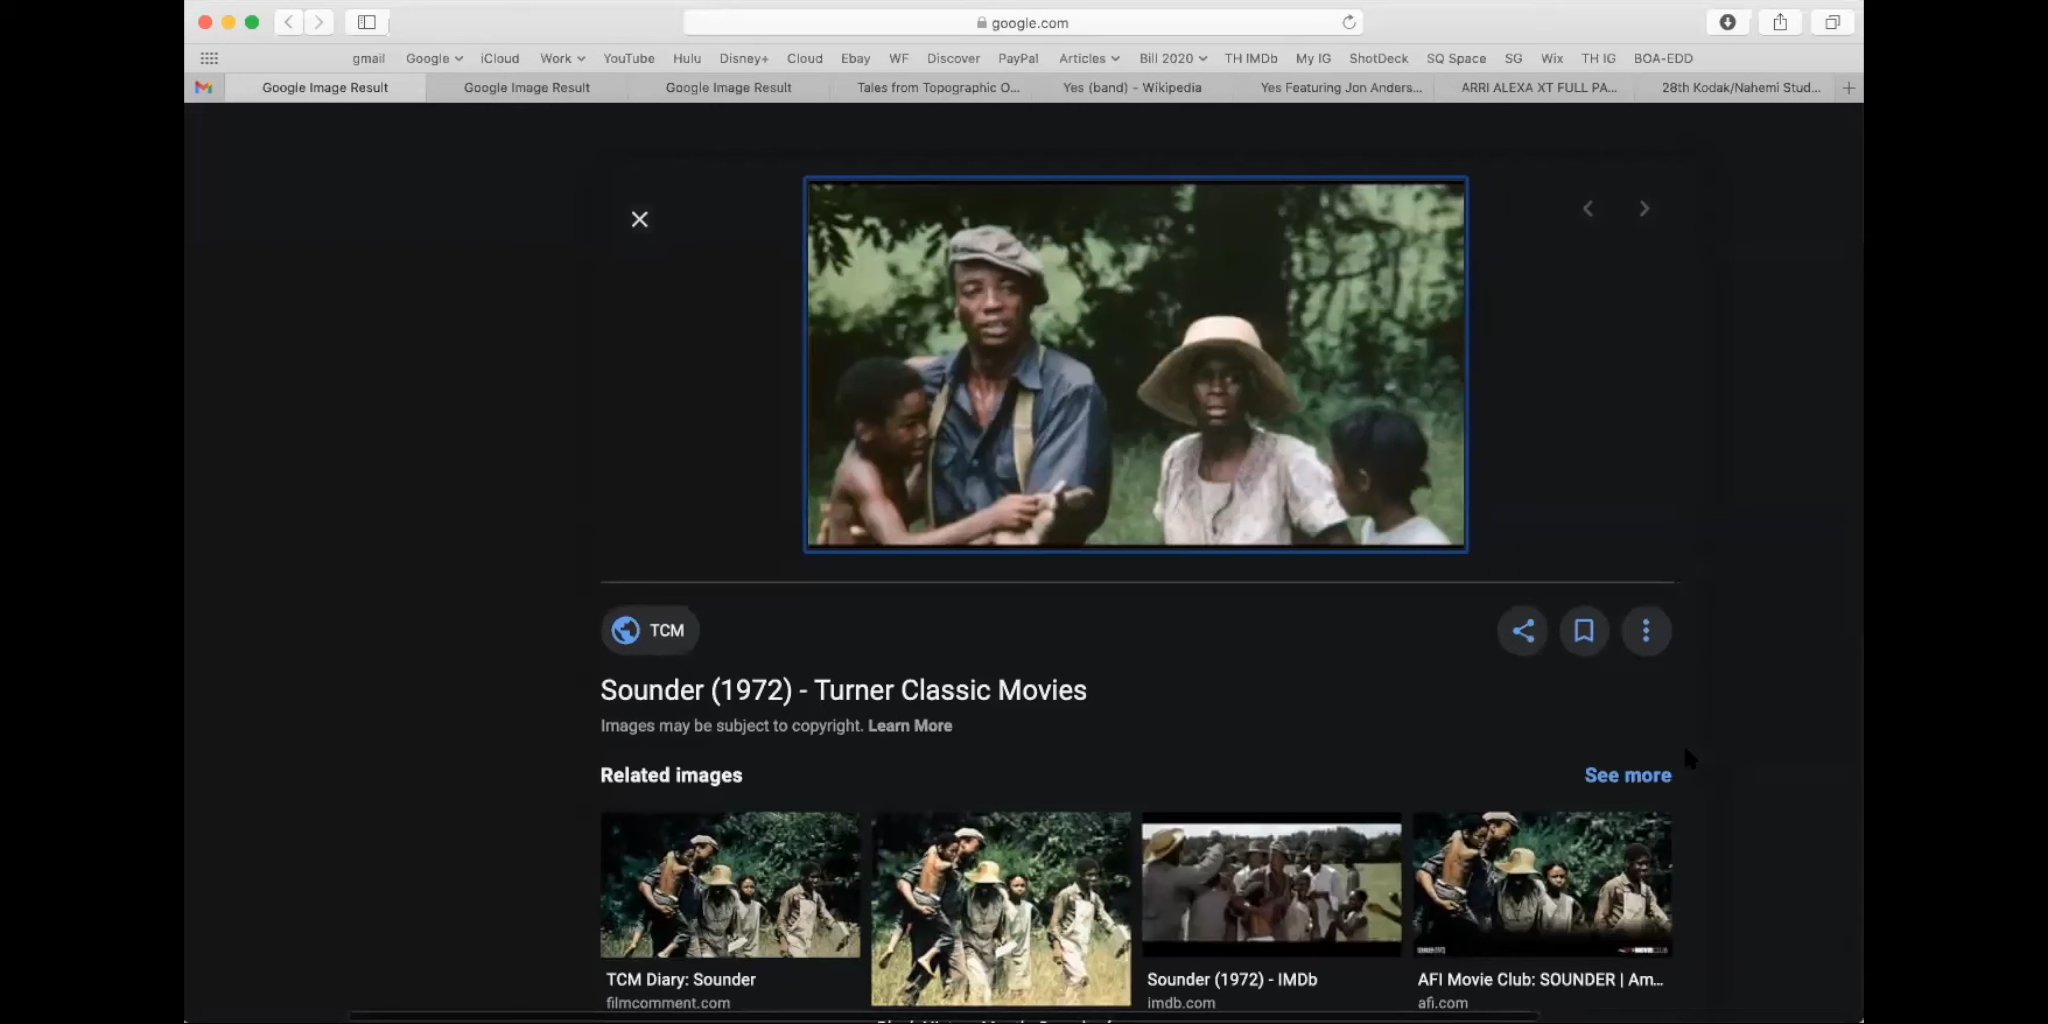 google.com
gmail Google iCloud Work YouTube Hulu Disney+ Cloud Ebay WF Discover PayPal Articles Bill 2020 TH IMDb My IG ShotDeck SQ Space SG Wix TH IG BOA-EDD
Google Image Result Google Image Result Google Image Result Tales from Topographic O... Yes (band) - Wikipedia Yes Featuring Jon Anders... ARRI ALEXA XT FULL PA... 28th Kodak/Nahemi Stud...
TCM
Sounder (1972) - Turner Classic Movies
Images may be subject to copyright. Learn More
Related images See more
TCM Diary: Sounder Sounder (1972) - IMDb AFI Movie Club: SOUNDER | Am...
filmcomment.com imdb.com afi.com